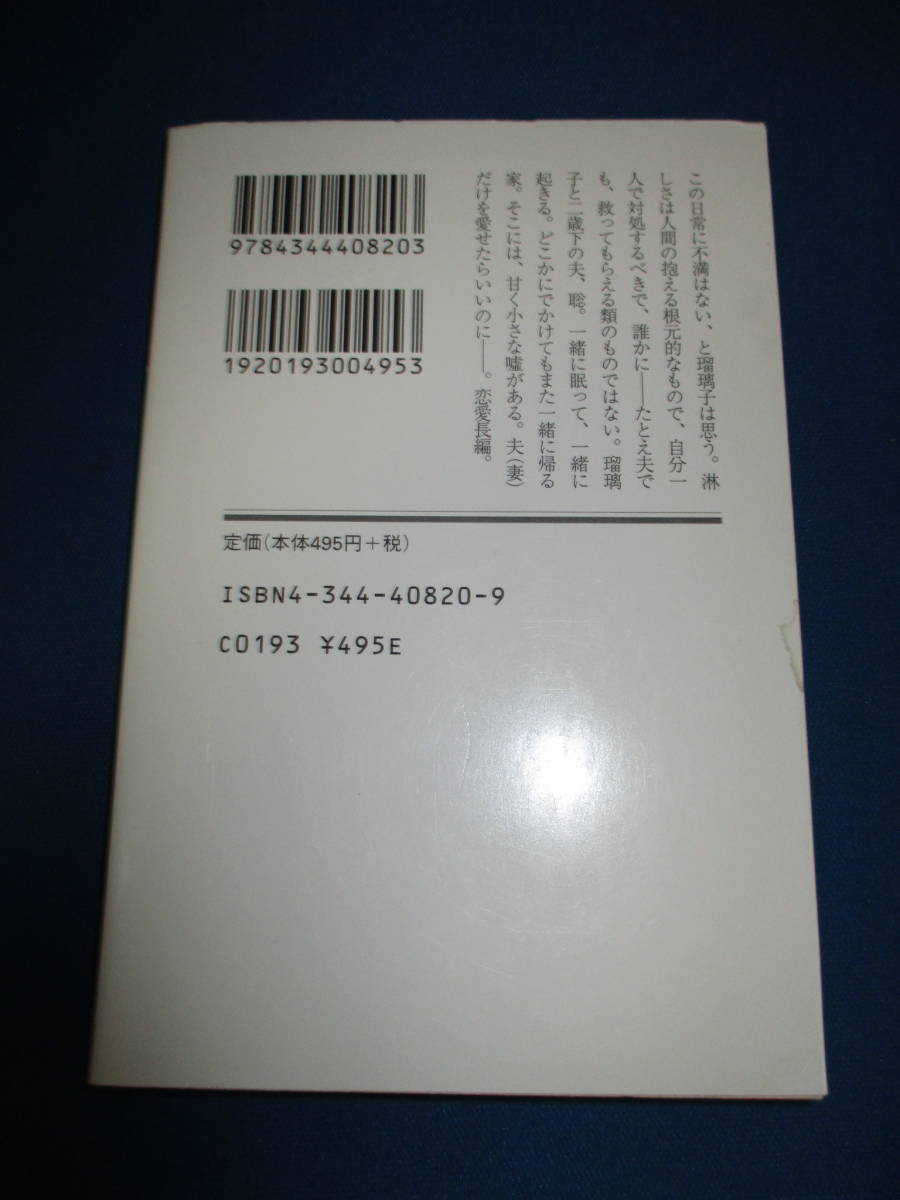 この日常に不満はない、と瑠璃子は思う。淋
しさは人間の抱える根元的なもので、自分一
人で対処するべきで、誰かに――たとえ夫で
も、救ってもらえる類のものではない。瑠璃
子と二歳下の夫、聡。一緒に眠って、一緒に
起きる。どこかにでかけてもまた一緒に帰る
家。そこには、甘く小さな嘘がある。夫(妻)
だけを愛せたらいいのに――。恋愛長編。
9784344408203
1920193004953
定価(本体495円+税)
ISBN4-344-40820-9
C0193 ¥495E